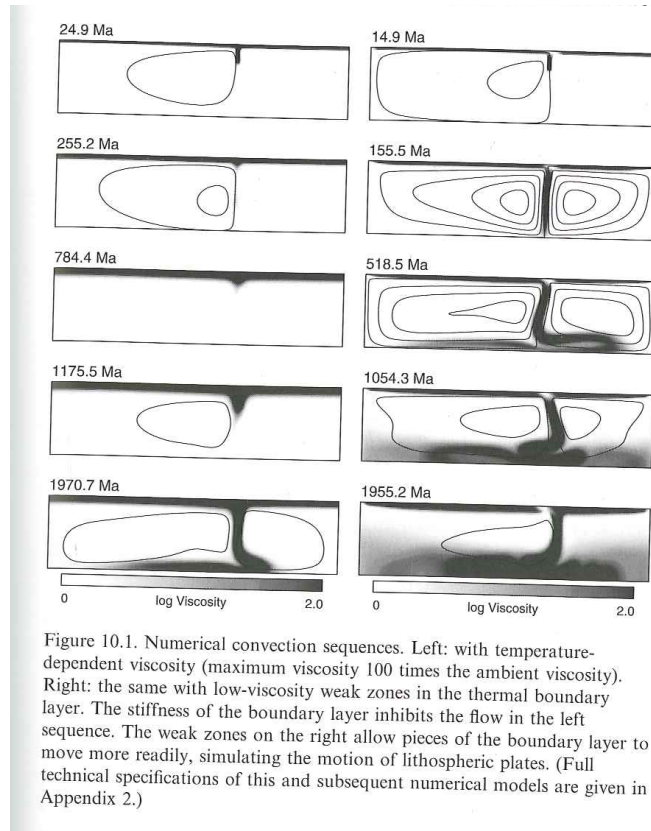 24.9 Ma
14.9 Ma
255.2 Ma
155.5 Ma
784.4 Ma
518.5 Ma
1175.5 Ma
1054.3 Ma
1970.7 Ma
1955.2 Ma
0 log Viscosity 2.0
0 log Viscosity 2.0
Figure 10.1. Numerical convection sequences. Left: with temperature-
dependent viscosity (maximum viscosity 100 times the ambient viscosity).
Right: the same with low-viscosity weak zones in the thermal boundary
layer. The stiffness of the boundary layer inhibits the flow in the left
sequence. The weak zones on the right allow pieces of the boundary layer to
move more readily, simulating the motion of lithospheric plates. (Full
technical specifications of this and subsequent numerical models are given in
Appendix 2.)